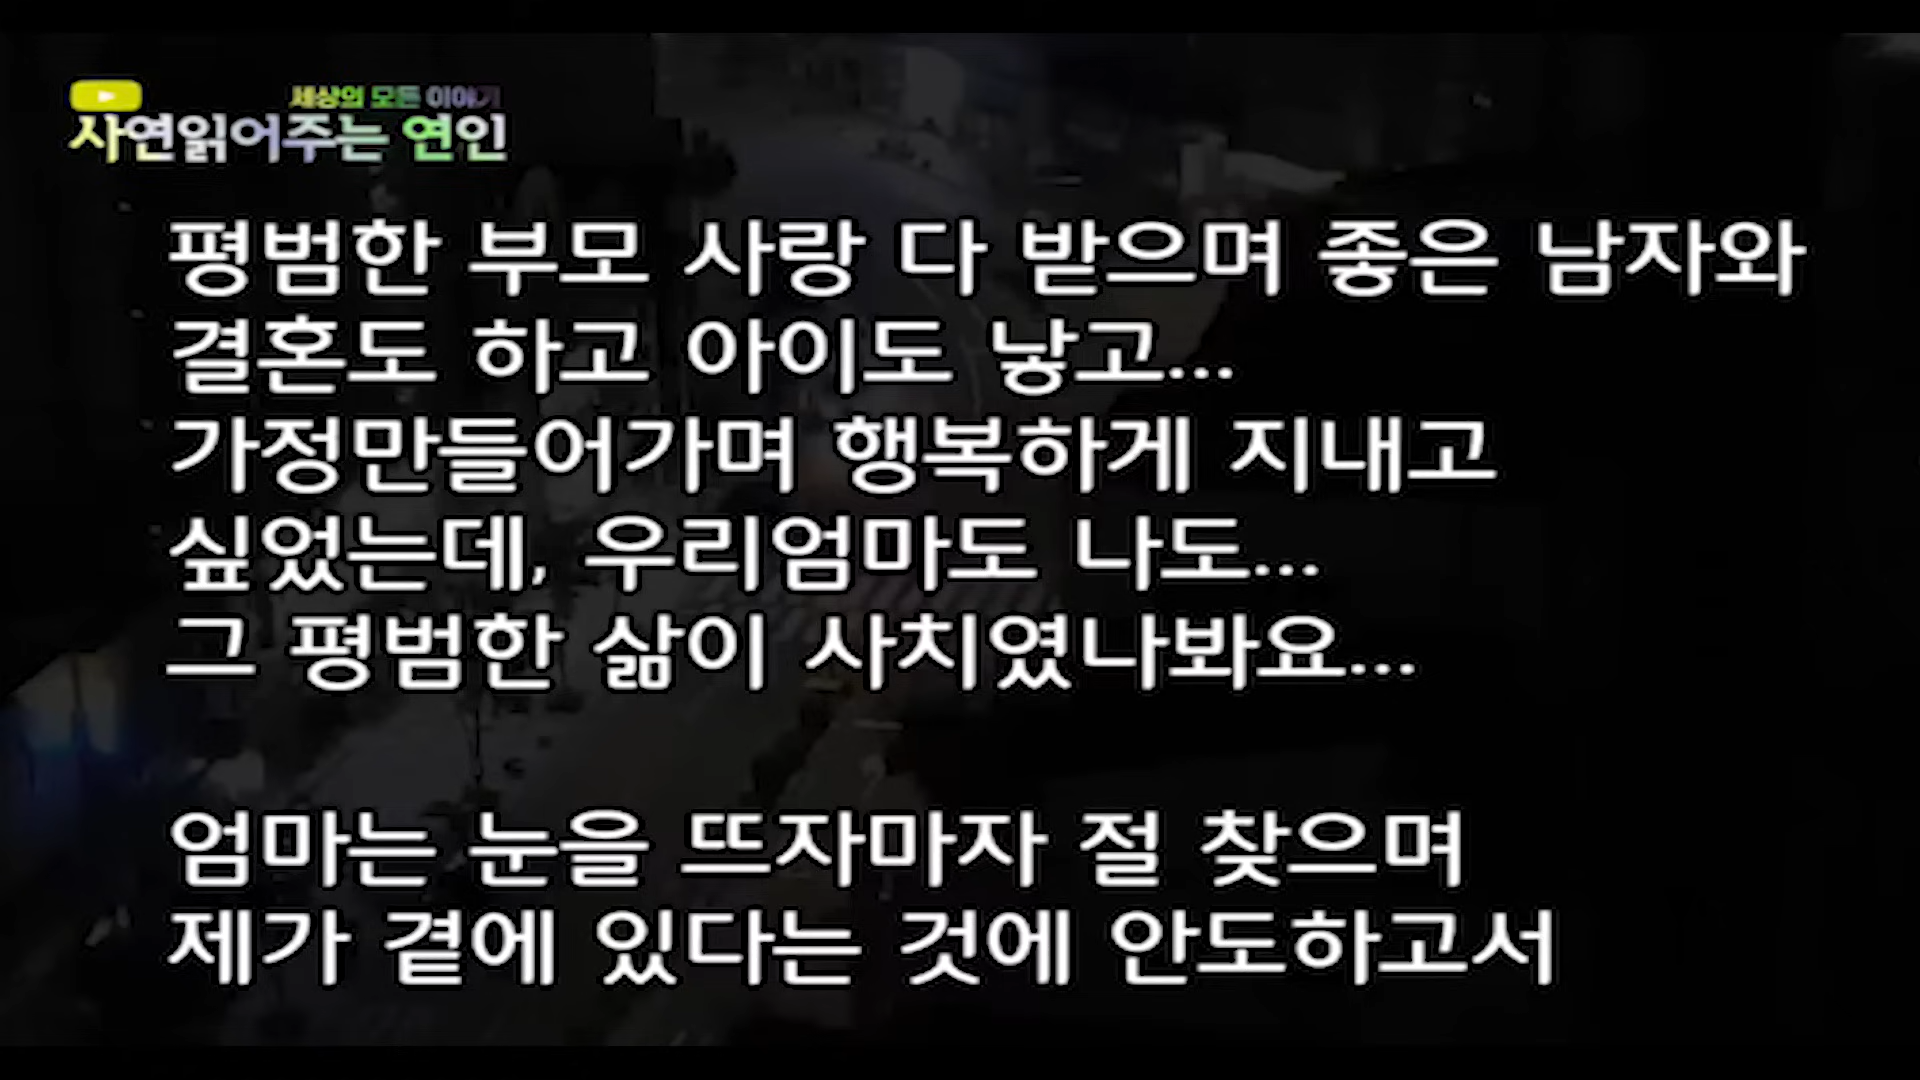 세상의 모든 이야기
사연읽어주는 연인
평범한 부모 사랑 다 받으며 좋은 남자와
결혼도 하고 아이도 낳고...
가정만들어가며 행복하게 지내고
싶었는데, 우리엄마도 나도...
그 평범한 삶이 사치였나봐요...
엄마는 눈을 뜨자마자 절 찾으며
제가 곁에 있다는 것에 안도하고서